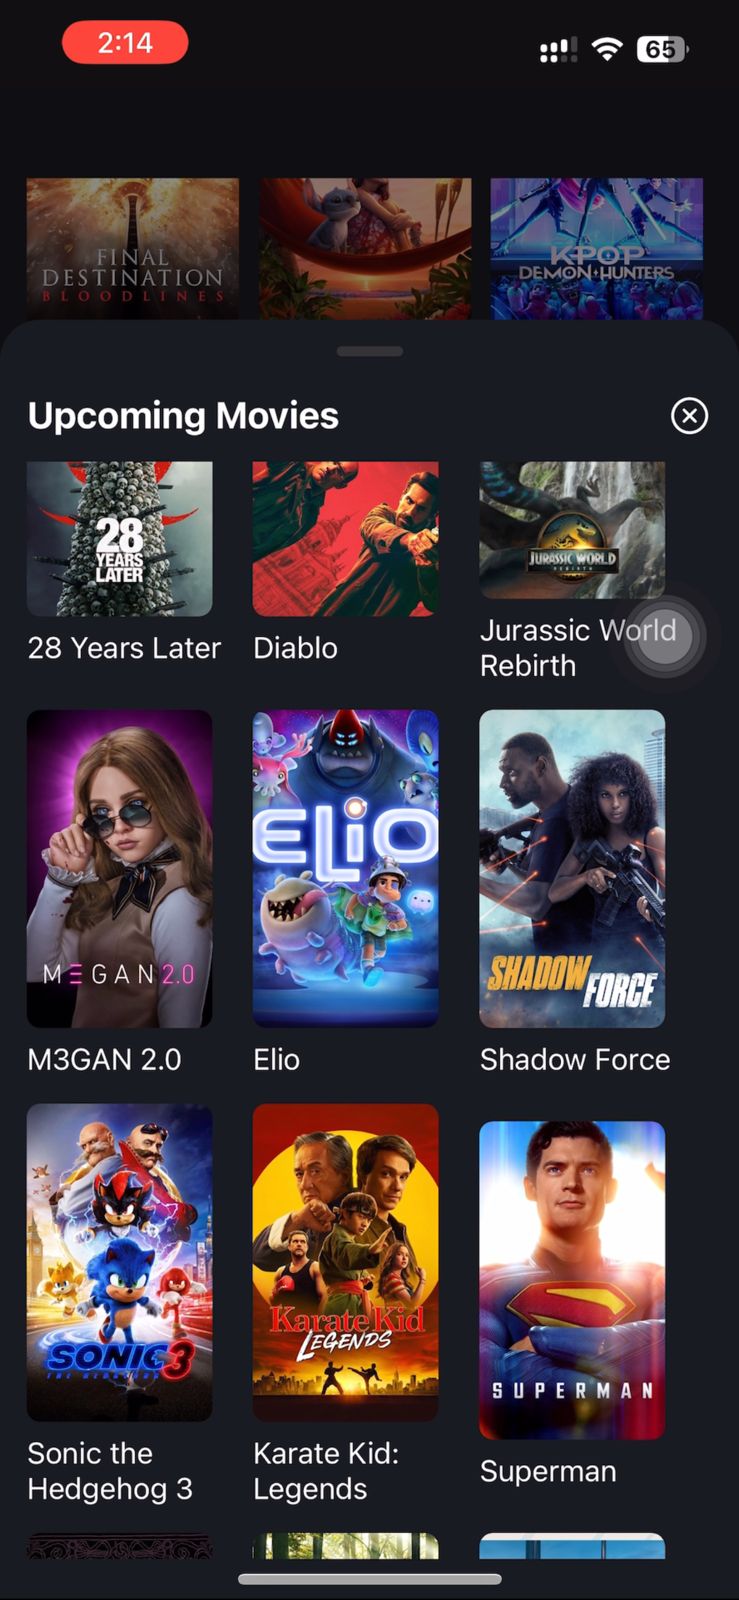 2:14
65
FINAL
DESTINATION
BLOODLINES
KPOP
DEMON HUNTERS
Upcoming Movies
28
YEARS
LATER
JURASSIC WORLD
REBIRTH
28 Years Later
Diablo
Jurassic World
Rebirth
M3GAN 2.0
ELIO
SHADOW
FORCE
M3GAN 2.0
Elio
Shadow Force
SONIC 3
THE HEDGEHOG
Karate Kid
LEGENDS
SUPERMAN
Sonic the
Hedgehog 3
Karate Kid:
Legends
Superman